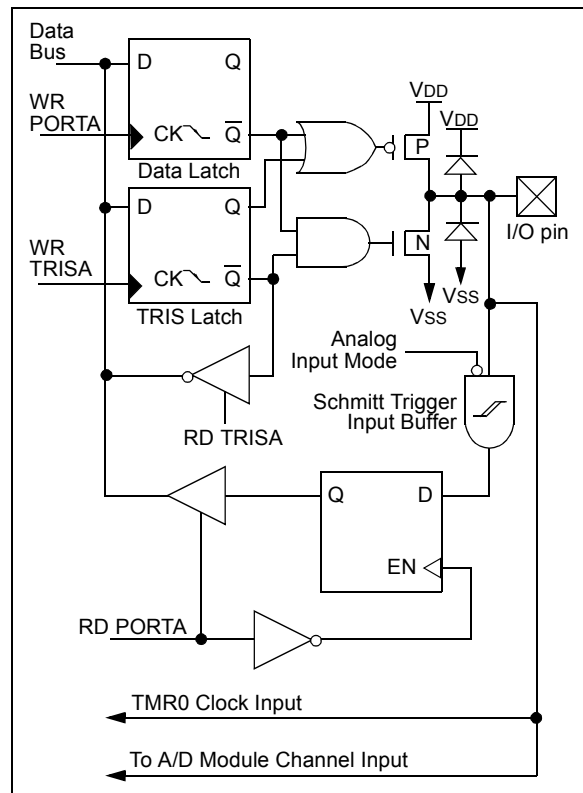 Data
Bus
D Q
WR
PORTA
CK Q
Data Latch
VDD
VDD
P
D Q
I/O pin
WR
TRISA
CK Q
TRIS Latch
N
VSS
VSS
Analog
Input Mode
Schmitt Trigger
Input Buffer
RD TRISA
Q D
EN
RD PORTA
TMR0 Clock Input
To A/D Module Channel Input